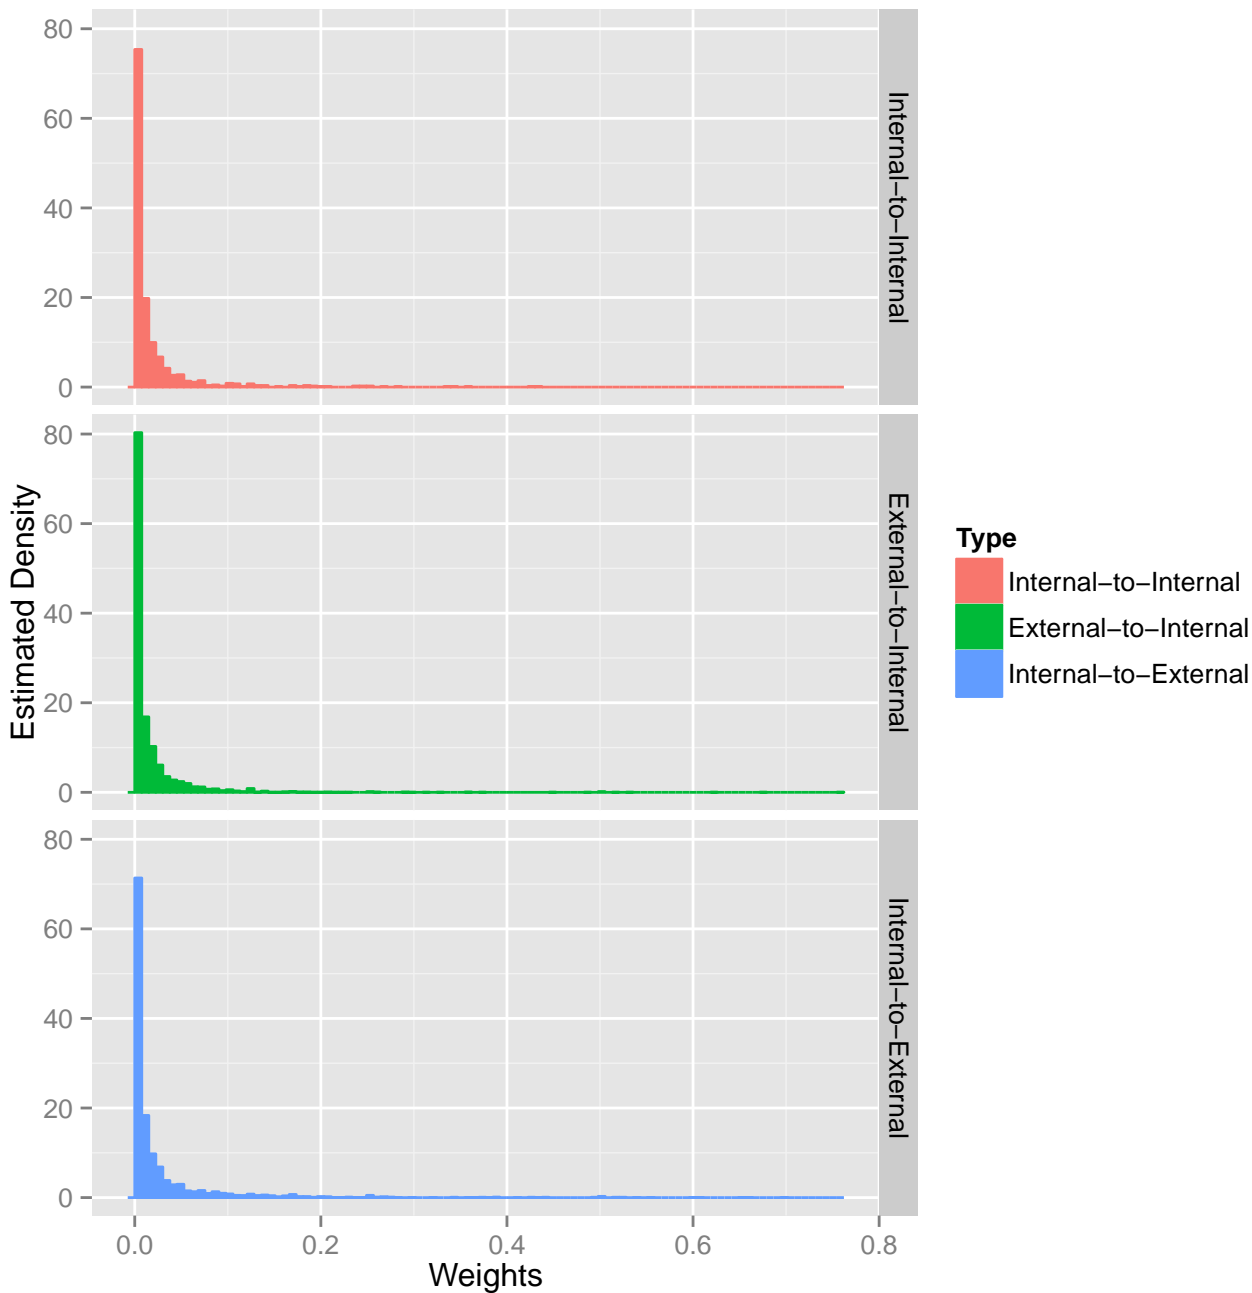 80
60
40
20
0
Internal−to−Internal
80
60
40
20
0
External−to−Internal
80
60
40
20
0
Internal−to−External
Estimated Density
0.0 0.2 0.4 0.6 0.8
Weights
Type
Internal−to−Internal
External−to−Internal
Internal−to−External